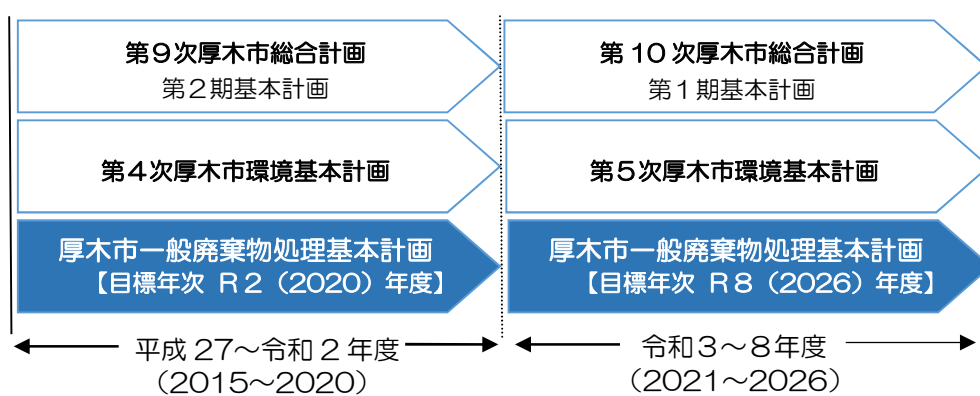 第９次厚木市総合計画
第２期基本計画
第４次厚木市環境基本計画
厚木市一般廃棄物処理基本計画
【目標年次 Ｒ２（2020）年度】
平成 27～令和 2 年度
（2015～2020）
第 10 次厚木市総合計画
第１期基本計画
第５次厚木市環境基本計画
厚木市一般廃棄物処理基本計画
【目標年次 Ｒ８（2026）年度】
令和３～８年度
（2021～2026）